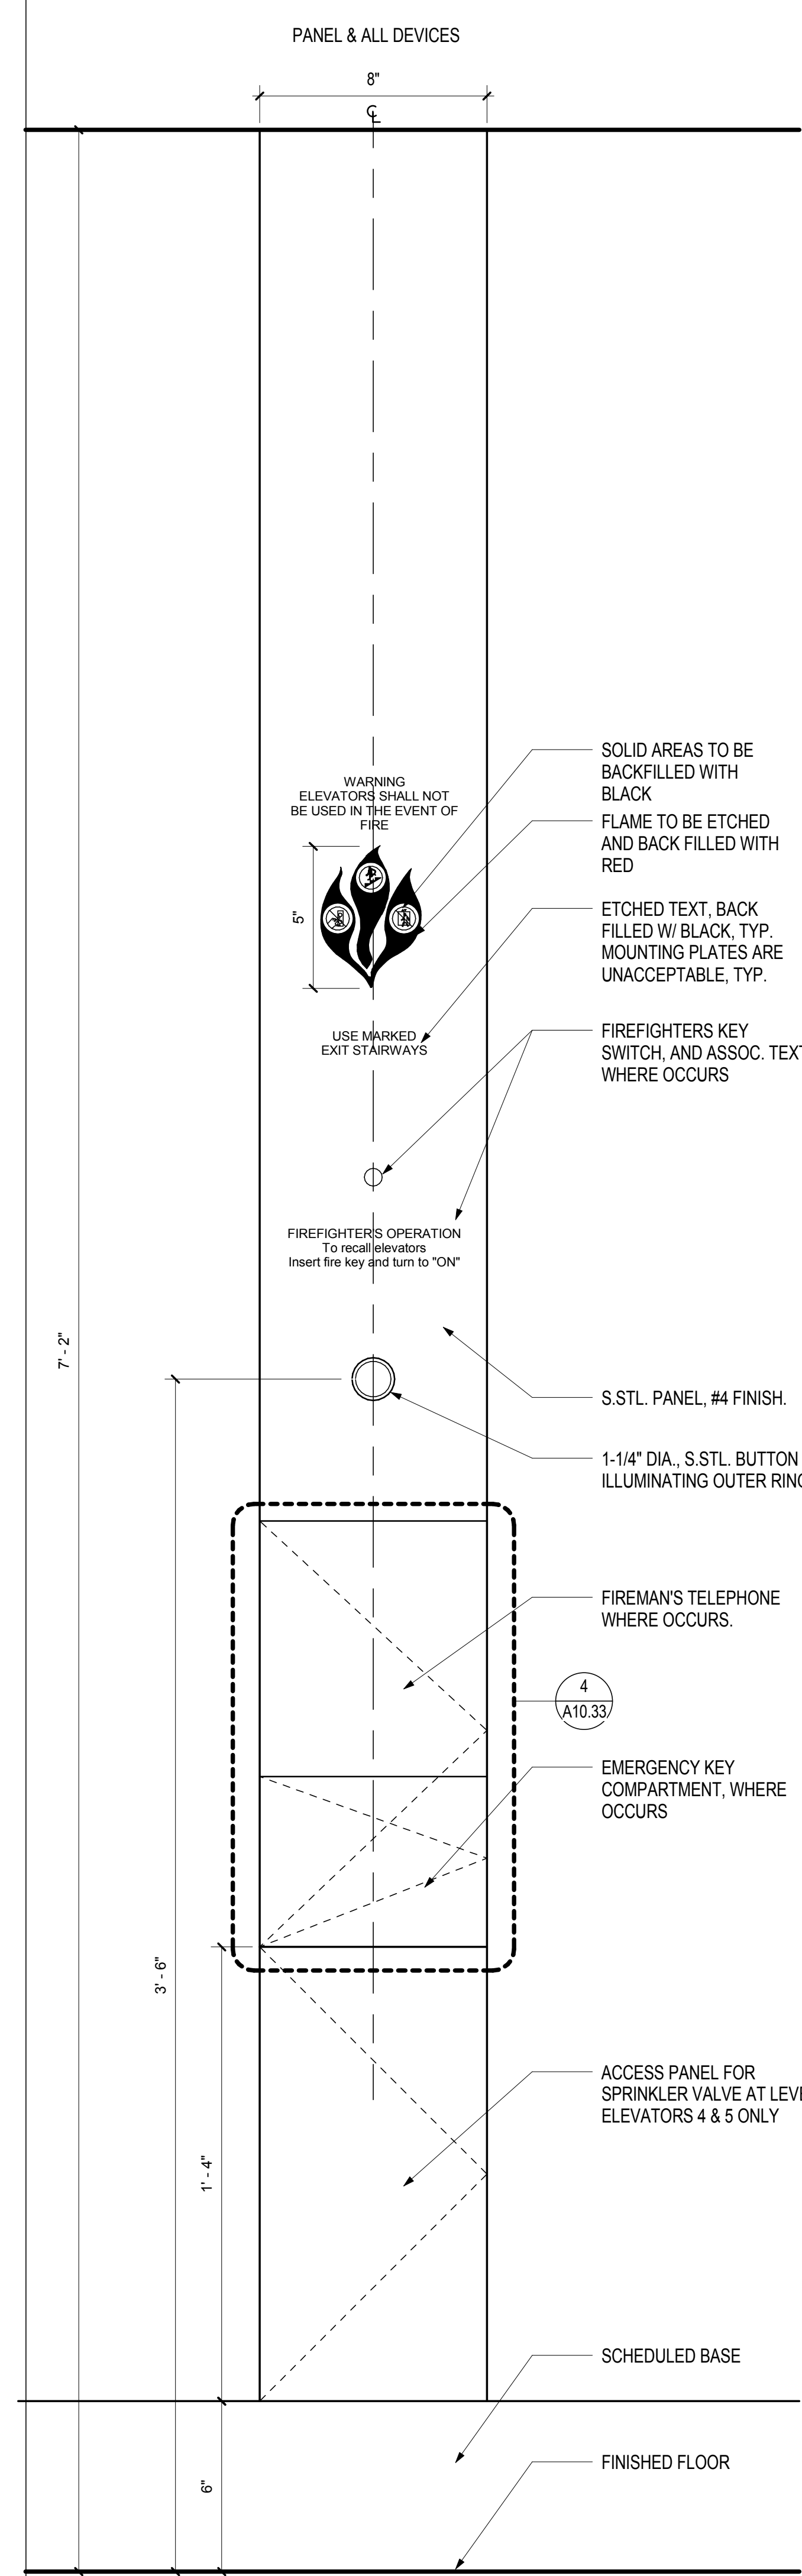 PANEL & ALL DEVICES
8"
℄
WARNING
ELEVATORS SHALL NOT
BE USED IN THE EVENT OF
FIRE
5"
USE MARKED
EXIT STAIRWAYS
FIREFIGHTER'S OPERATION
To recall elevators
Insert fire key and turn to "ON"
SOLID AREAS TO BE
BACKFILLED WITH
BLACK
FLAME TO BE ETCHED
AND BACK FILLED WITH
RED
ETCHED TEXT, BACK
FILLED W/ BLACK, TYP.
MOUNTING PLATES ARE
UNACCEPTABLE, TYP.
FIREFIGHTERS KEY
SWITCH, AND ASSOC. TEXT
WHERE OCCURS
7' - 2"
S.STL. PANEL, #4 FINISH.
1-1/4" DIA., S.STL. BUTTON
ILLUMINATING OUTER RING
FIREMAN'S TELEPHONE
WHERE OCCURS.
4
A10.33
EMERGENCY KEY
COMPARTMENT, WHERE
OCCURS
3' - 6"
1' - 4"
ACCESS PANEL FOR
SPRINKLER VALVE AT LEVE
ELEVATORS 4 & 5 ONLY
SCHEDULED BASE
6"
FINISHED FLOOR